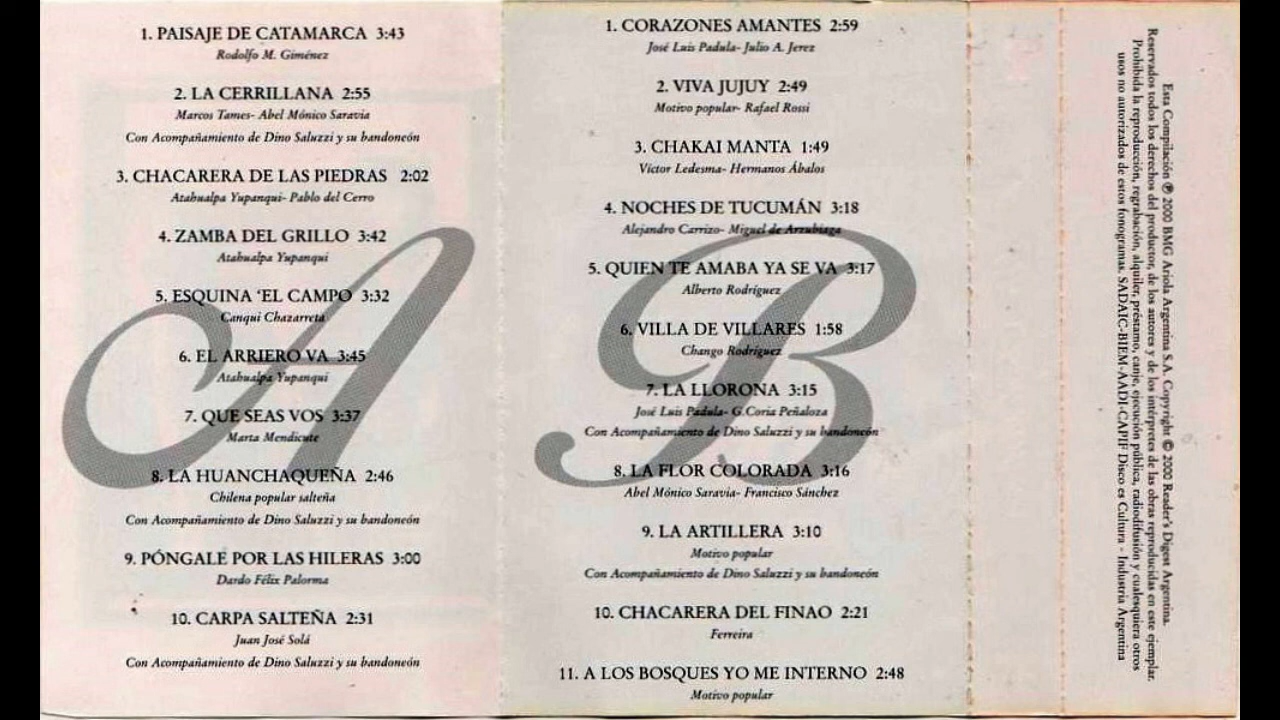 1. PAISAJE DE CATAMARCA 3:43
Rodolfo M. Giménez
2. LA CERRILLANA 2:55
Marcos Tames- Abel Mónico Saravia
Con Acompañamiento de Dino Saluzzi y su bandoneón
3. CHACARERA DE LAS PIEDRAS 2:02
Atahualpa Yupanqui- Pablo del Cerro
4. ZAMBA DEL GRILLO 3:42
Atahualpa Yupanqui
5. ESQUINA ‘EL CAMPO 3:32
Canqui Chazarreta
6. EL ARRIERO VA 3:45
Atahualpa Yupanqui
7. QUE SEAS VOS 3:37
Marta Mendicute
8. LA HUANCHAQUEÑA 2:46
Chilena popular salteña
Con Acompañamiento de Dino Saluzzi y su bandoneón
9. PÓNGALE POR LAS HILERAS 3:00
Dardo Félix Palorma
10. CARPA SALTEÑA 2:31
Juan José Solá
Con Acompañamiento de Dino Saluzzi y su bandoneón
A
1. CORAZONES AMANTES 2:59
José Luis Padula- Julio A. Jerez
2. VIVA JUJUY 2:49
Motivo popular- Rafael Rossi
3. CHAKAI MANTA 1:49
Víctor Ledesma- Hermanos Ábalos
4. NOCHES DE TUCUMÁN 3:18
Alejandro Carrizo- Miguel de Arzubiaga
5. QUIEN TE AMABA YA SE VA 3:17
Alberto Rodríguez
6. VILLA DE VILLARES 1:58
Chango Rodríguez
7. LA LLORONA 3:15
José Luis Padula- G.Coria Peñaloza
Con Acompañamiento de Dino Saluzzi y su bandoneón
8. LA FLOR COLORADA 3:16
Abel Mónico Saravia- Francisco Sánchez
9. LA ARTILLERA 3:10
Motivo popular
Con Acompañamiento de Dino Saluzzi y su bandoneón
10. CHACARERA DEL FINAO 2:21
Ferreira
11. A LOS BOSQUES YO ME INTERNO 2:48
Motivo popular
B
Esta Compilación ℗ 2000 BMG Ariola Argentina S.A. Copyright © 2000 Reader's Digest Argentina.
Reservados todos los derechos del productor, de los autores y de los intérpretes de las obras reproducidas en este ejemplar.
Prohibida la reproducción, regrabación, alquiler, préstamo, canje, ejecución pública, radiodifusión y cualesquiera otros
usos no autorizados de estos fonogramas. SADAIC-BIEM-AADI-CAPIF Disco es Cultura - Industria Argentina